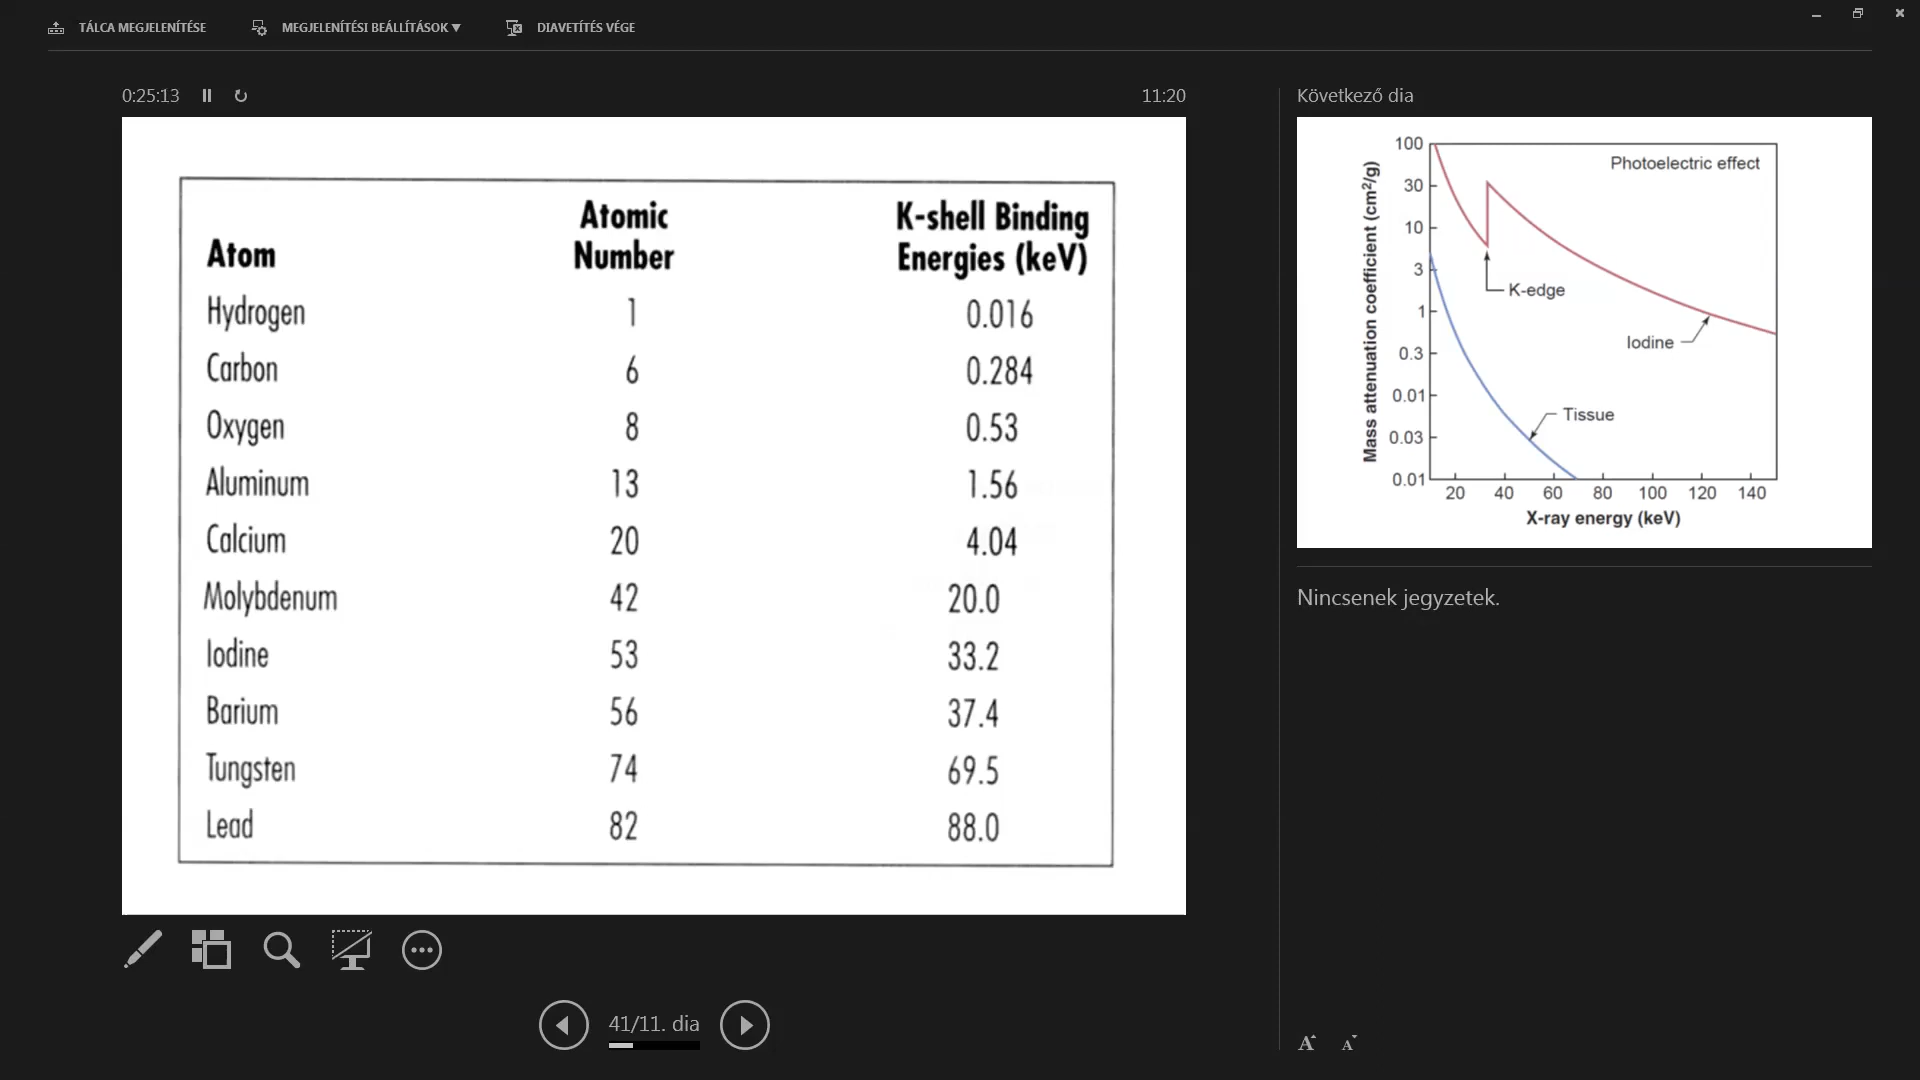 TÁLCA MEGJELENÍTÉSE
MEGJELENÍTÉSI BEÁLLÍTÁSOK ▼
DIAVETÍTÉS VÉGE
0:25:13
11:20
Atom Atomic Number K-shell Binding Energies (keV)
Hydrogen 1 0.016
Carbon 6 0.284
Oxygen 8 0.53
Aluminum 13 1.56
Calcium 20 4.04
Molybdenum 42 20.0
Iodine 53 33.2
Barium 56 37.4
Tungsten 74 69.5
Lead 82 88.0
41/11. dia
Következő dia
Photoelectric effect
Mass attenuation coefficient (cm²/g)
100
30
10
3
1
0.3
0.01
0.03
0.01
K-edge
Iodine
Tissue
20 40 60 80 100 120 140
X-ray energy (keV)
Nincsenek jegyzetek.
A A